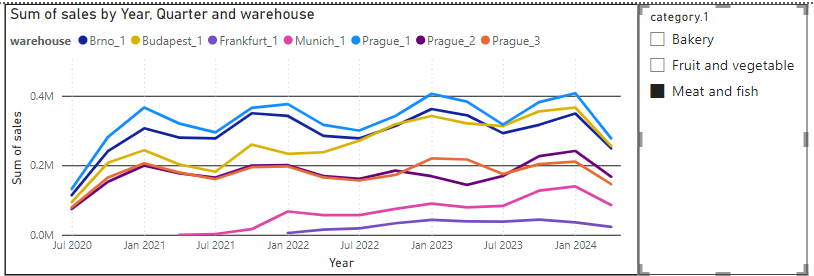 Sum of sales by Year, Quarter and warehouse
warehouse Brno_1 Budapest_1 Frankfurt_1 Munich_1 Prague_1 Prague_2 Prague_3
0.4M
0.2M
0.0M
Sum of sales
Jul 2020 Jan 2021 Jul 2021 Jan 2022 Jul 2022 Jan 2023 Jul 2023 Jan 2024
Year
category.1
Bakery
Fruit and vegetable
Meat and fish